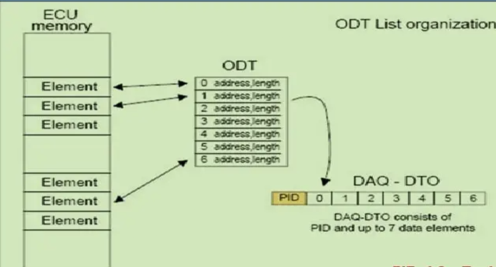 ECU
memory
ODT List organization
ODT
Element
Element
Element
Element
Element
Element
0 address,length
1 address,length
2 address,length
3 address,length
4 address,length
5 address,length
6 address,length
DAQ - DTO
PID 0 1 2 3 4 5 6
DAQ-DTO consists of
PID and up to 7 data elements